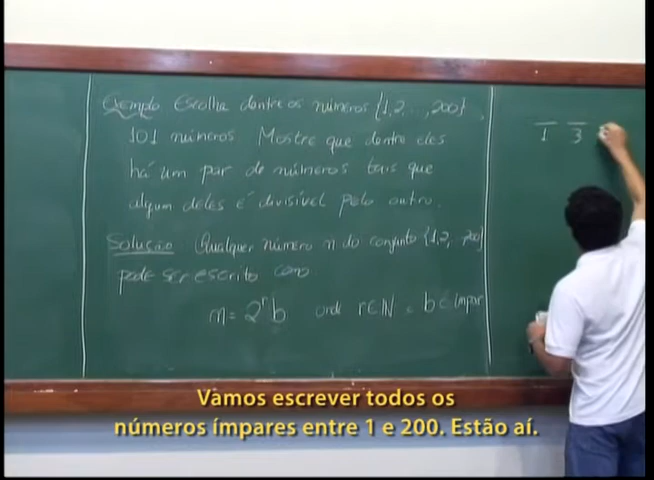 Exemplo Escolha dentre os números {1,2,...,200},
101 números Mostre que dentre eles
há um par de números tais que
algum deles é divisível pelo outro.
Solução Qualquer número n do conjunto {1,2,...,200}
pode ser escrito como
n = 2^r b onde r∈N e b é ímpar
1 3
Vamos escrever todos os
números ímpares entre 1 e 200. Estão aí.